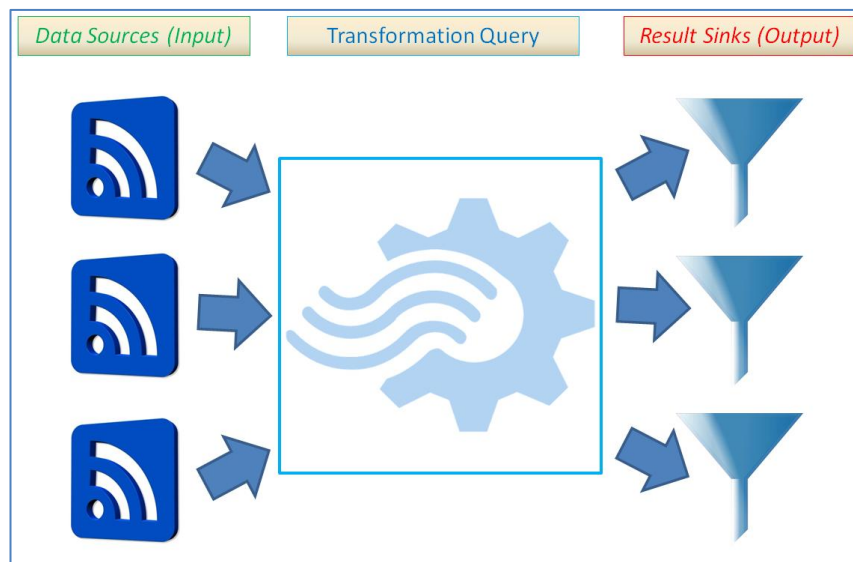 Data Sources (Input)
Transformation Query
Result Sinks (Output)